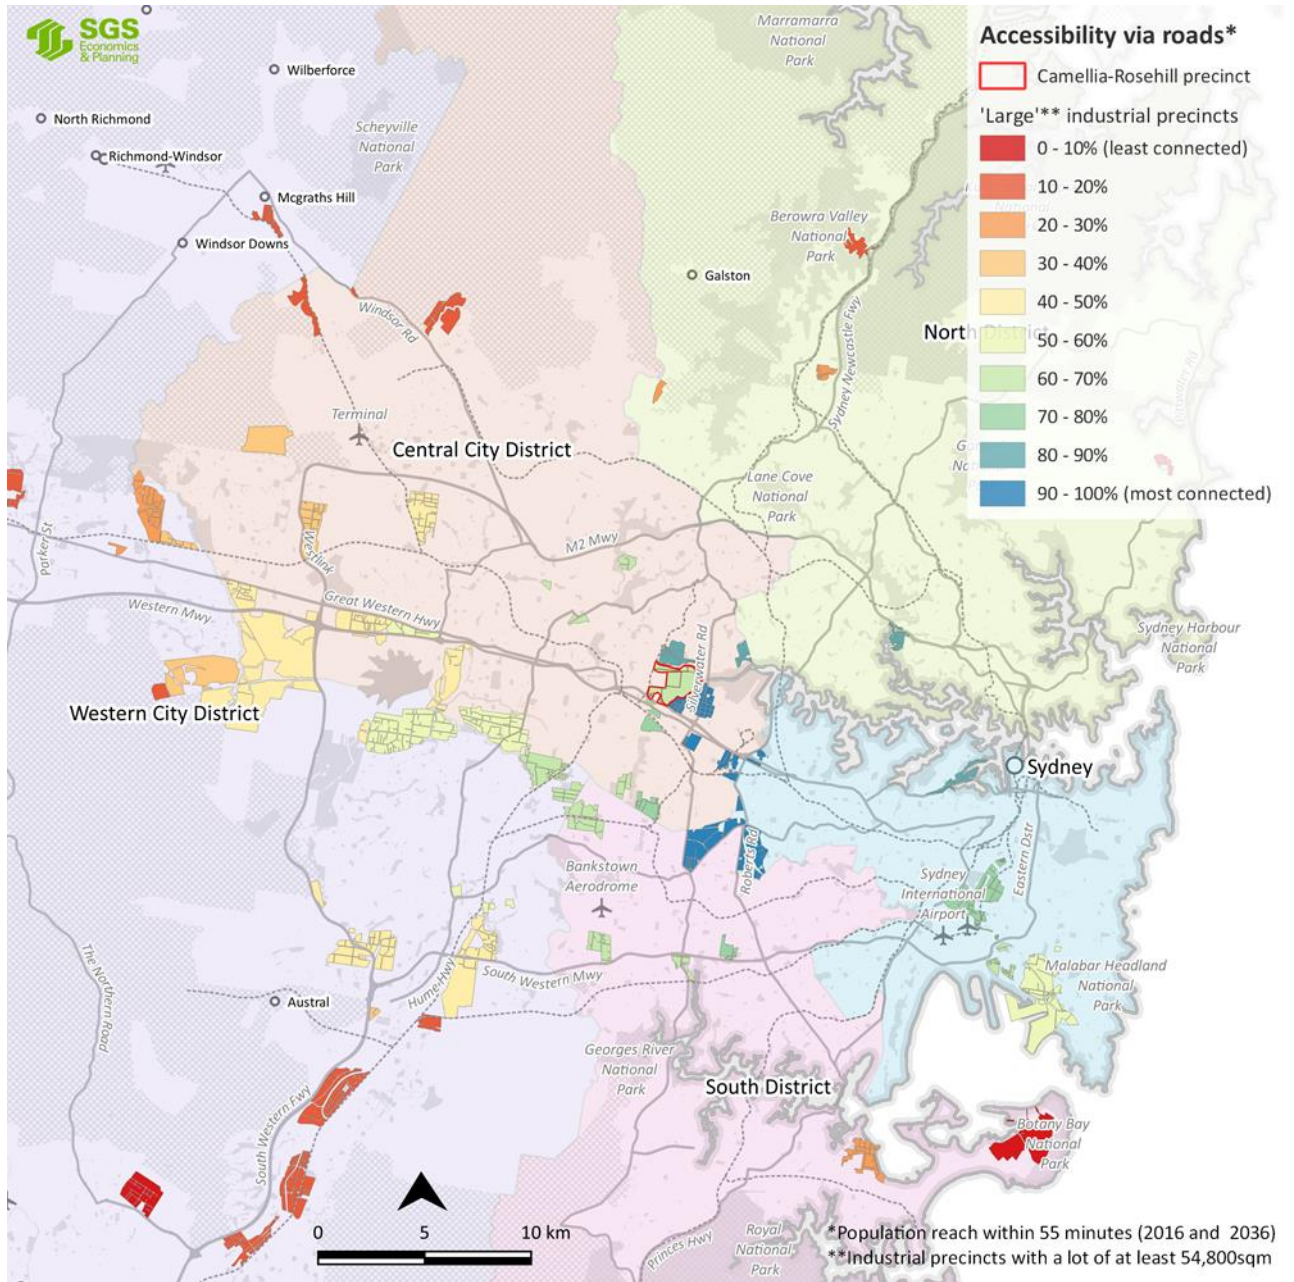 SGS
Economics
& Planning
Accessibility via roads*
Camellia-Rosehill precinct
'Large'** industrial precincts
0 - 10% (least connected)
10 - 20%
20 - 30%
30 - 40%
40 - 50%
50 - 60%
60 - 70%
70 - 80%
80 - 90%
90 - 100% (most connected)
Marramarra
National
Park
Wilberforce
North Richmond
Scheyville
National
Park
Richmond-Windsor
Mcgraths Hill
Windsor Downs
Berowra Valley
National
Park
Galston
Windsor Rd
Sydney Newcastle Fwy
North District
Terminal
Central City District
Lane Cove
National
Park
Parker St
Westlink
M2 Mwy
Great Western Hwy
Western Mwy
Silverwater Rd
Sydney Harbour
National
Park
Western City District
Sydney
Roberts Rd
Bankstown
Aerodrome
Sydney
International
Airport
Eastern Dstr
The Northern Road
Hume Hwy
South Western Mwy
Malabar Headland
National
Park
Austral
Georges River
National
Park
South District
South Western Fwy
Botany Bay
National
Park
0 5 10 km
Princes Hwy
Royal
National
Park
*Population reach within 55 minutes (2016 and 2036)
**Industrial precincts with a lot of at least 54,800sqm